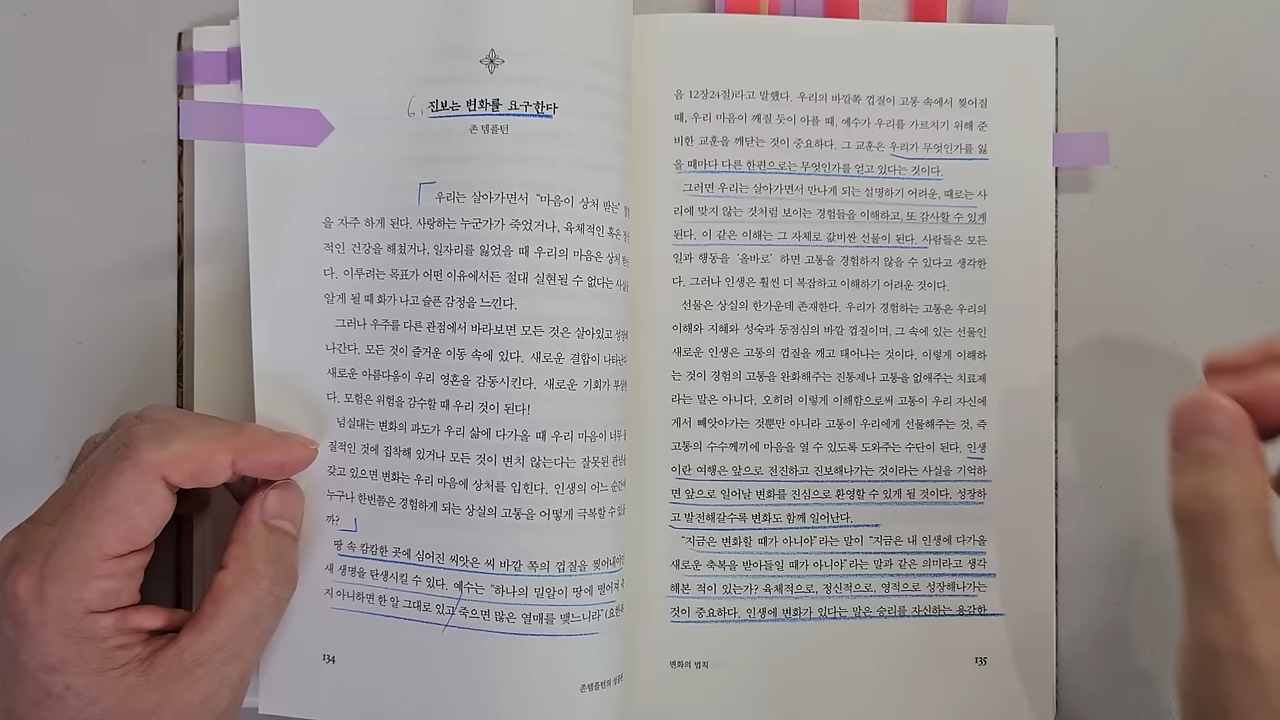 6. 진보는 변화를 요구한다
존 템플턴
우리는 살아가면서 “마음이 상처 받는”
을 자주 하게 된다. 사랑하는 누군가가 죽었거나, 육체적인 혹은
적인 건강을 해쳤거나, 일자리를 잃었을 때 우리의 마음은 상처
다. 이루려는 목표가 어떤 이유에서든 절대 실현될 수 없다는
알게 될 때 화가 나고 슬픈 감정을 느낀다.
그러나 우주를 다른 관점에서 바라보면 모든 것은 살아있고
나간다. 모든 것이 즐거운 이동 속에 있다. 새로운 결합이
새로운 아름다움이 우리 영혼을 감동시킨다. 새로운 기회가
다. 모험은 위험을 감수할 때 우리 것이 된다!
넘실대는 변화의 파도가 우리 삶에 다가올 때 우리 마음이
질적인 것에 집착해 있거나 모든 것이 변치 않는다는 잘못된
갖고 있으면 변화는 우리 마음에 상처를 입힌다. 인생의 어느
누구나 한번쯤은 경험하게 되는 상실의 고통을 어떻게 극복할 수
까?
땅 속 캄캄한 곳에 심어진 씨앗은 씨 바깥 쪽의 껍질을
새 생명을 탄생시킬 수 있다. 예수는 “하나의 밀알이 땅에 떨어져
지 아니하면 한 알 그대로 있고 죽으면 많은 열매를 맺느니라”
134
음 12장24절)라고 말했다. 우리의 바깥쪽 껍질이 고통 속에서 찢어질
때, 우리 마음이 깨질 듯이 아플 때, 예수가 우리를 가르치기 위해 준
비한 교훈을 깨닫는 것이 중요하다. 그 교훈은 우리가 무엇인가를 잃
을 때마다 다른 한편으로는 무엇인가를 얻고 있다는 것이다.
그러면 우리는 살아가면서 만나게 되는 설명하기 어려운, 때로는 사
리에 맞지 않는 것처럼 보이는 경험들을 이해하고, 또 감사할 수 있게
된다. 이 같은 이해는 그 자체로 값비싼 선물이 된다. 사람들은 모든
일과 행동을 ‘올바로’ 하면 고통을 경험하지 않을 수 있다고 생각한
다. 그러나 인생은 훨씬 더 복잡하고 이해하기 어려운 것이다.
선물은 상실의 한가운데 존재한다. 우리가 경험하는 고통은 우리의
이해와 지혜와 성숙과 동점심의 바깥 껍질이며, 그 속에 있는 선물인
새로운 인생은 고통의 껍질을 깨고 태어나는 것이다. 이렇게 이해하
는 것이 경험의 고통을 완화해주는 진통제나 고통을 없애주는 치료제
라는 말은 아니다. 오히려 이렇게 이해함으로써 고통이 우리 자신에
게서 빼앗아가는 것뿐만 아니라 고통이 우리에게 선물해주는 것, 즉
고통의 수수께끼에 마음을 열 수 있도록 도와주는 수단이 된다. 인생
이란 여행은 앞으로 전진하고 진보해나가는 것이라는 사실을 기억하
면 앞으로 일어날 변화를 진심으로 환영할 수 있게 될 것이다. 성장하
고 발전해갈수록 변화도 함께 일어난다.
“지금은 변화할 때가 아니야”라는 말이 “지금은 내 인생에 다가올
새로운 축복을 받아들일 때가 아니야”라는 말과 같은 의미라고 생각
해본 적이 있는가? 육체적으로, 정신적으로, 영적으로 성장해나가는
것이 중요하다. 인생에 변화가 있다는 말은 승리를 자신하는 용감한
변화의 법칙
135